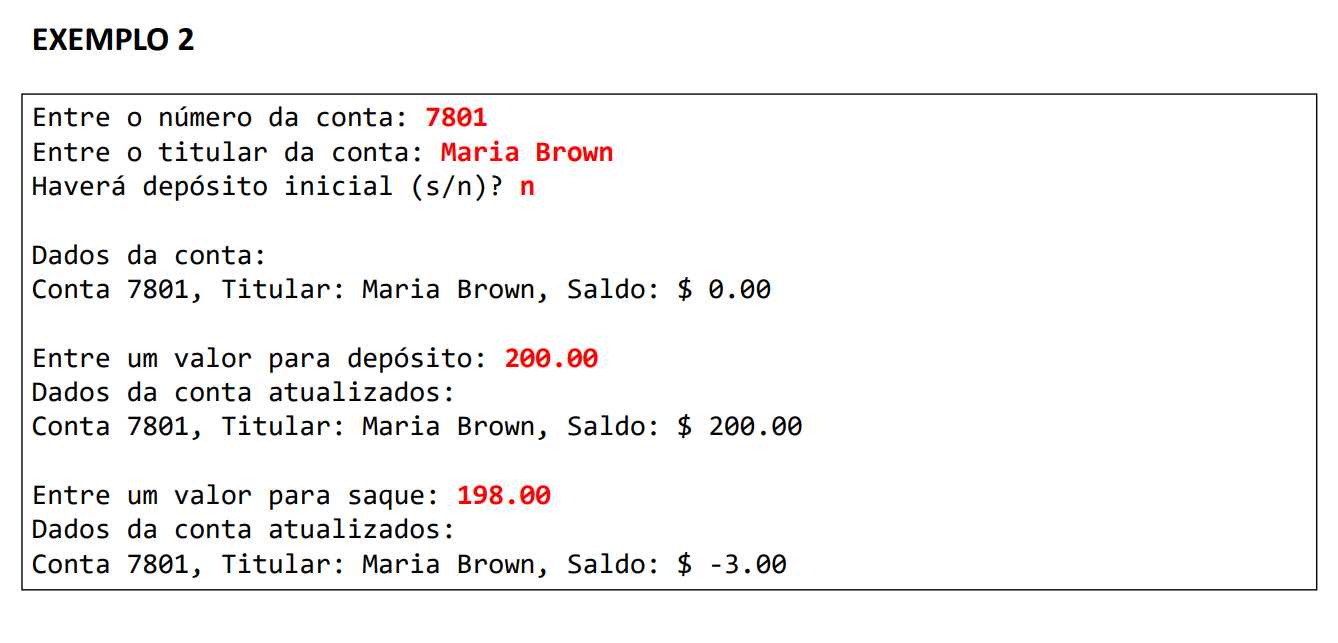 EXEMPLO 2
Entre o número da conta: 7801
Entre o titular da conta: Maria Brown
Haverá depósito inicial (s/n)? n
Dados da conta:
Conta 7801, Titular: Maria Brown, Saldo: $ 0.00
Entre um valor para depósito: 200.00
Dados da conta atualizados:
Conta 7801, Titular: Maria Brown, Saldo: $ 200.00
Entre um valor para saque: 198.00
Dados da conta atualizados:
Conta 7801, Titular: Maria Brown, Saldo: $ -3.00